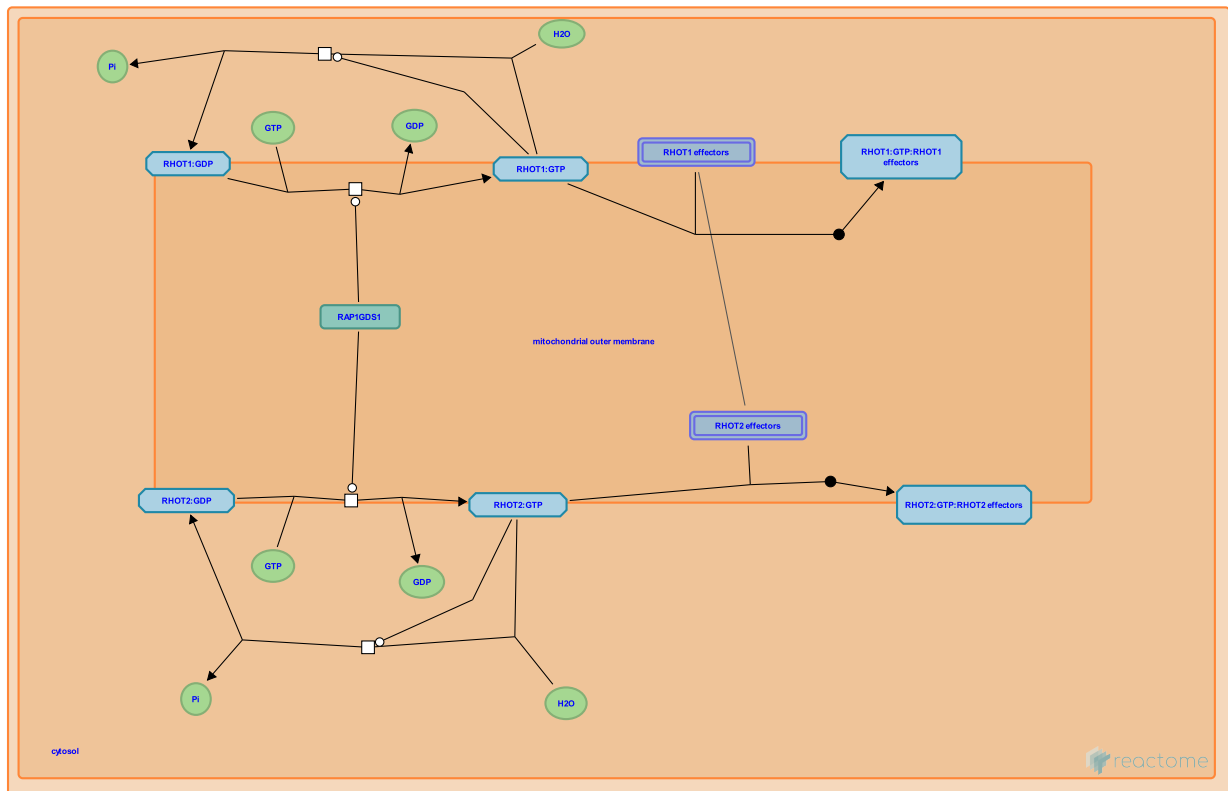 H2O
Pi
GTP
GDP
RHOT1:GDP
RHOT1:GTP
RHOT1 effectors
RHOT1:GTP:RHOT1
effectors
RAP1GDS1
mitochondrial outer membrane
RHOT2 effectors
RHOT2:GDP
RHOT2:GTP
RHOT2:GTP:RHOT2 effectors
GTP
GDP
Pi
H2O
cytosol
reactome